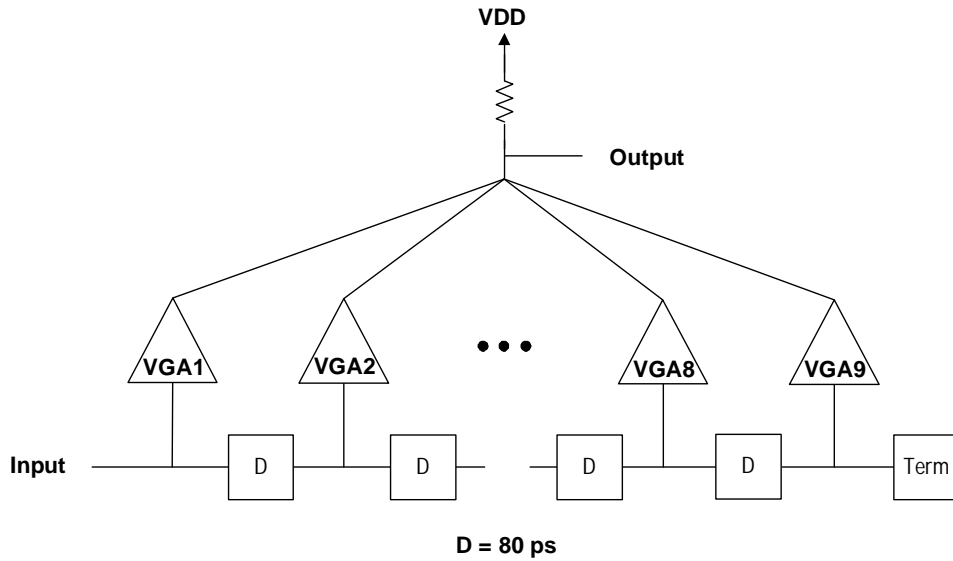 VDD
Output
VGA1 VGA2 VGA8 VGA9
Input D D D D Term
D = 80 ps